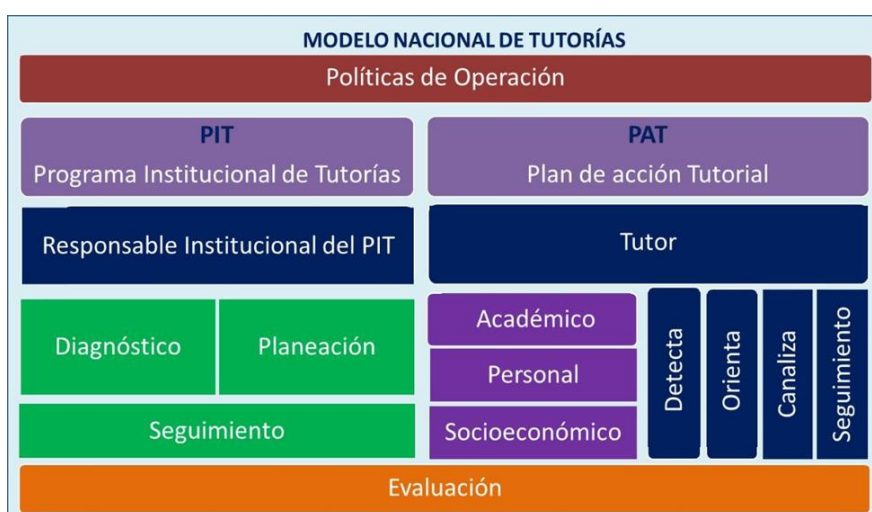 MODELO NACIONAL DE TUTORÍAS
Políticas de Operación
PIT
Programa Institucional de Tutorías
PAT
Plan de acción Tutorial
Responsable Institucional del PIT
Tutor
Diagnóstico
Planeación
Seguimiento
Académico
Personal
Socioeconómico
Detecta
Orienta
Canaliza
Seguimiento
Evaluación